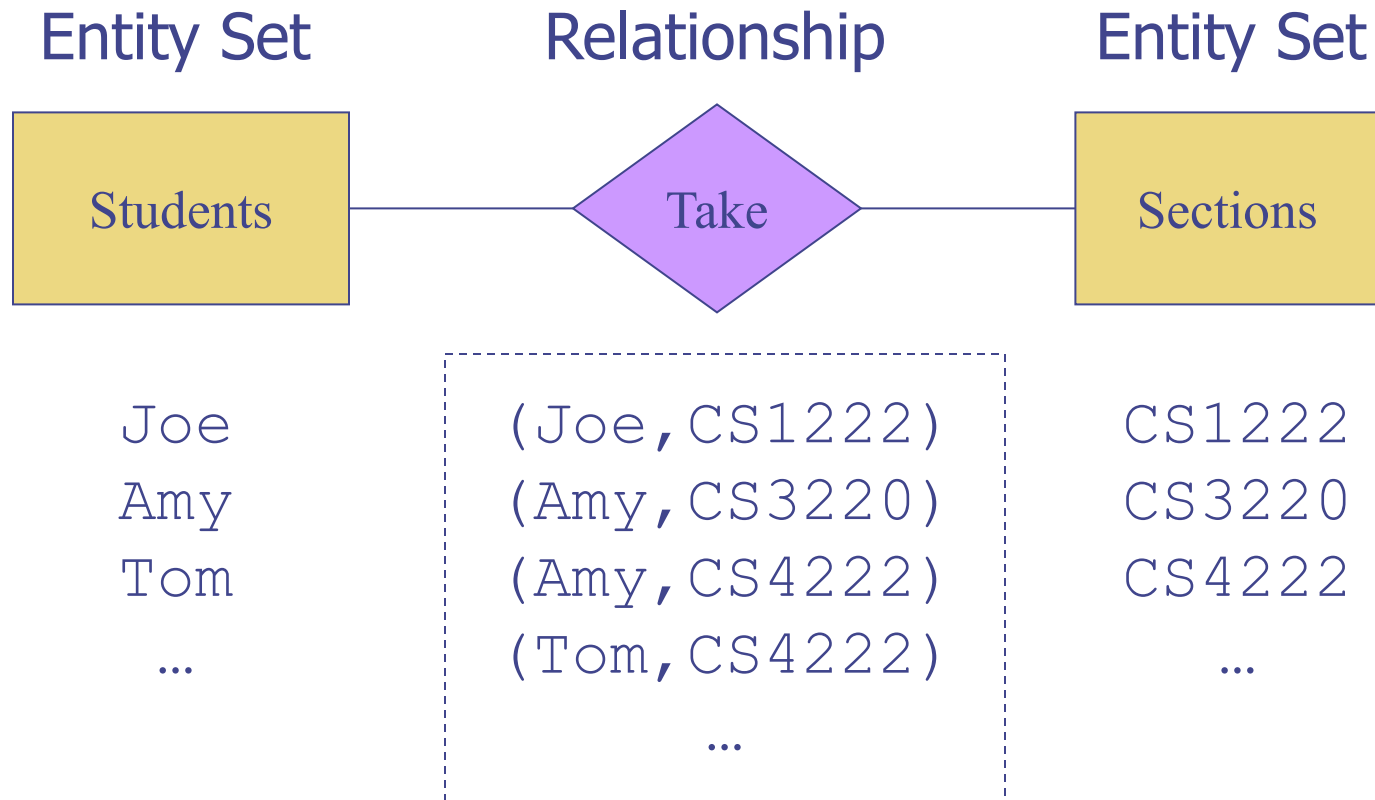 Entity Set
Relationship
Entity Set
Students
Take
Sections
Joe
(Joe,CS1222)
CS1222
Amy
(Amy,CS3220)
CS3220
Tom
(Amy,CS4222)
CS4222
…
(Tom,CS4222)
…
…